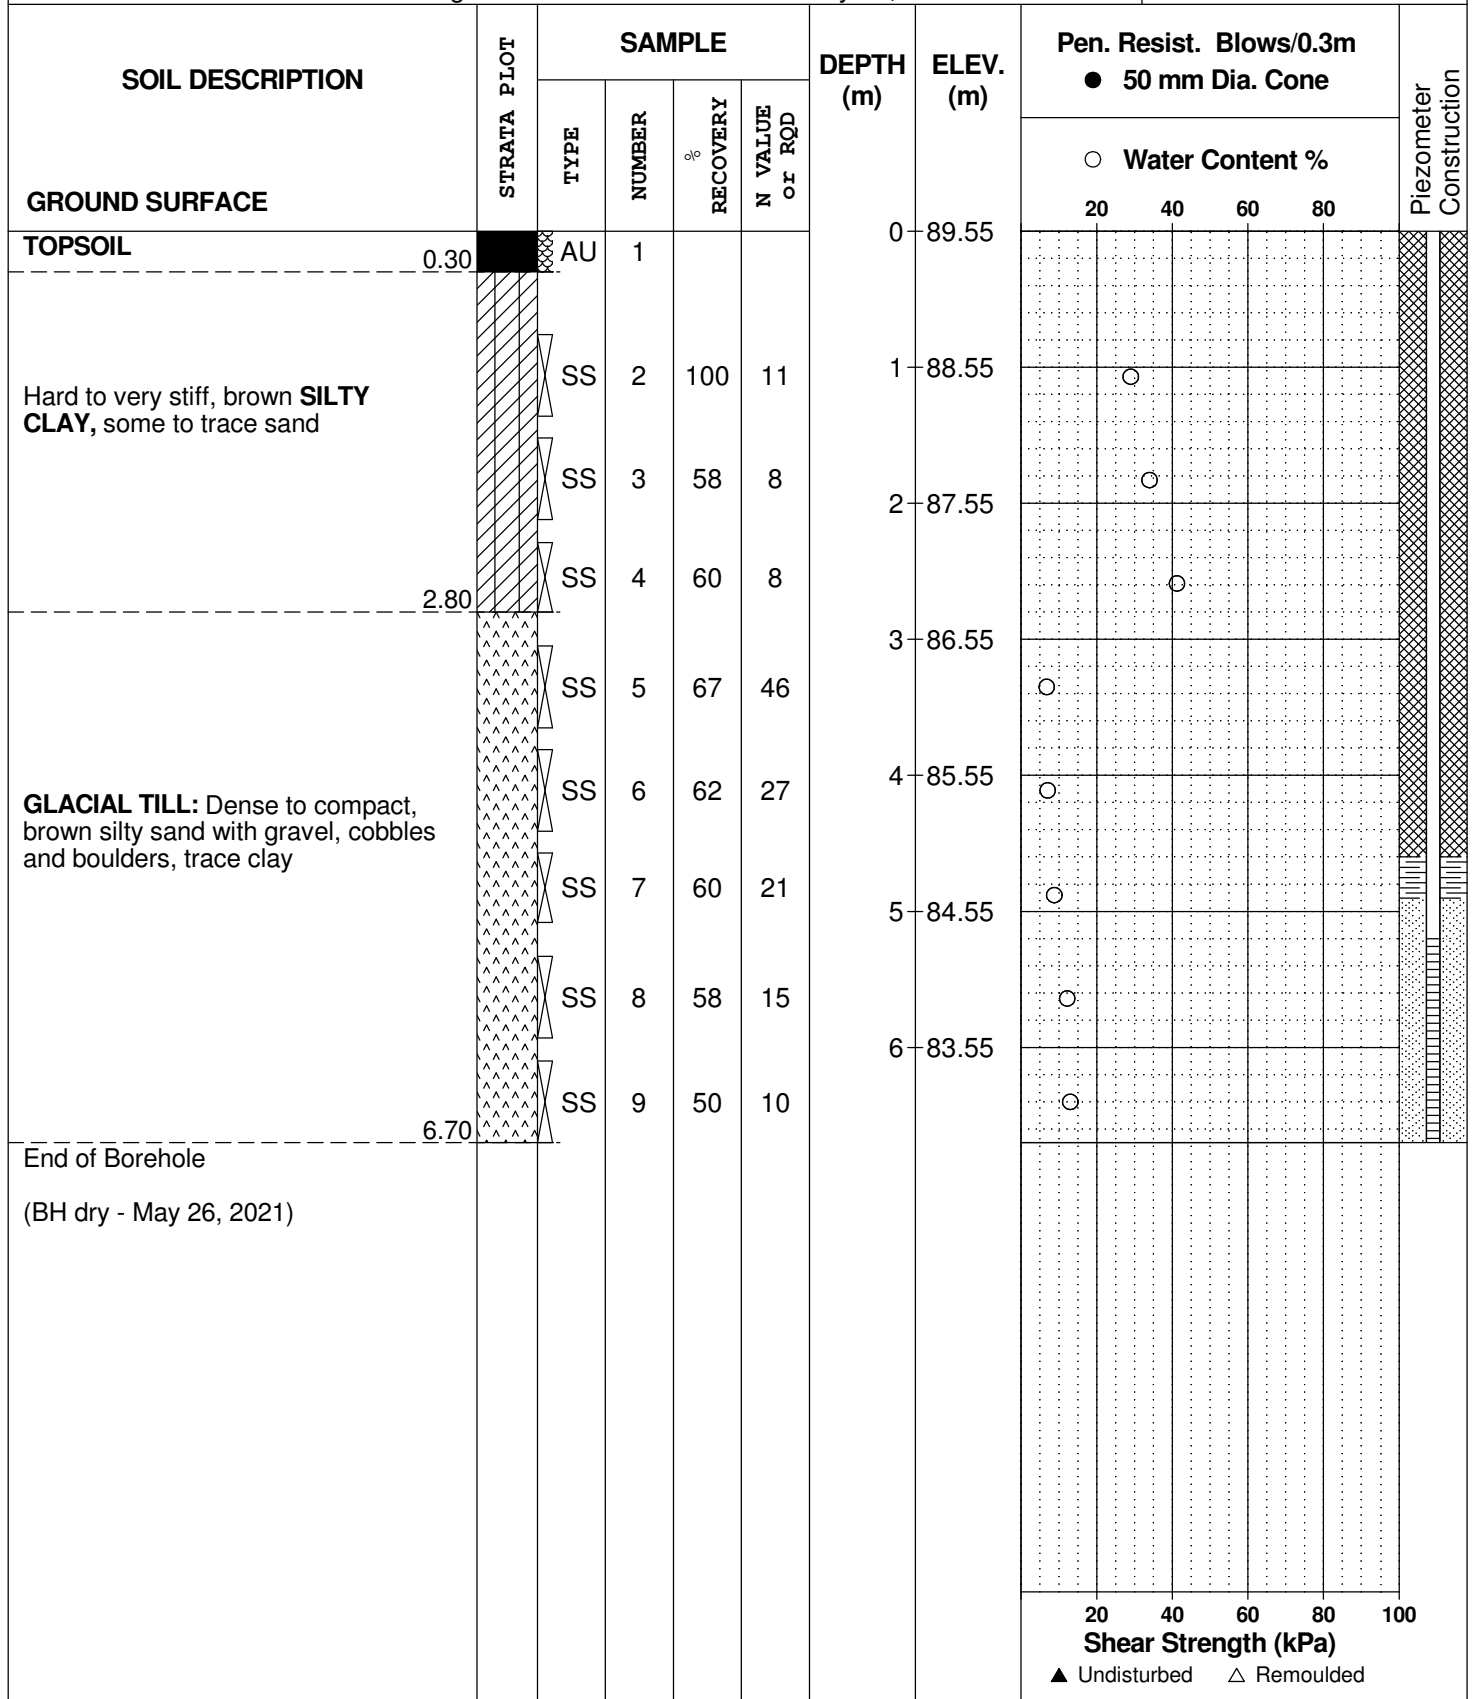 SOIL DESCRIPTION
GROUND SURFACE
STRATA PLOT
SAMPLE
TYPE
NUMBER
%
RECOVERY
N VALUE
or RQD
DEPTH
(m)
ELEV.
(m)
Pen. Resist. Blows/0.3m
● 50 mm Dia. Cone
○ Water Content %
20 40 60 80
Piezometer
Construction
TOPSOIL
0.30
AU 1
0 89.55
Hard to very stiff, brown SILTY
CLAY, some to trace sand
SS 2 100 11
1 88.55
SS 3 58 8
2 87.55
SS 4 60 8
2.80
3 86.55
SS 5 67 46
4 85.55
GLACIAL TILL: Dense to compact,
brown silty sand with gravel, cobbles
and boulders, trace clay
SS 6 62 27
SS 7 60 21
5 84.55
SS 8 58 15
6 83.55
SS 9 50 10
6.70
End of Borehole
(BH dry - May 26, 2021)
20 40 60 80 100
Shear Strength (kPa)
▲ Undisturbed △ Remoulded